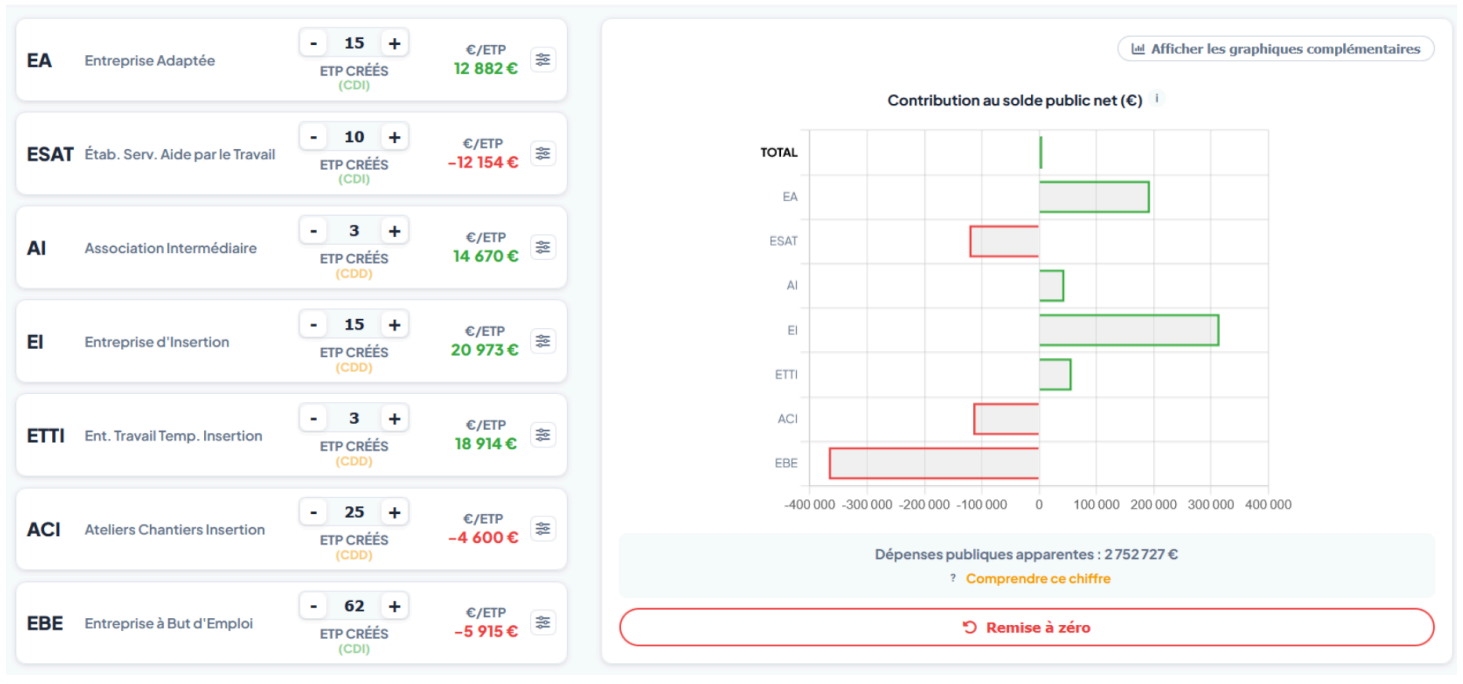 EA Entreprise Adaptée - 15 + ETP CRÉÉS (CDI) €/ETP 12 882 €
ESAT Étab. Serv. Aide par le Travail - 10 + ETP CRÉÉS (CDI) €/ETP −12 154 €
AI Association Intermédiaire - 3 + ETP CRÉÉS (CDD) €/ETP 14 670 €
EI Entreprise d'Insertion - 15 + ETP CRÉÉS (CDD) €/ETP 20 973 €
ETTI Ent. Travail Temp. Insertion - 3 + ETP CRÉÉS (CDD) €/ETP 18 914 €
ACI Ateliers Chantiers Insertion - 25 + ETP CRÉÉS (CDD) €/ETP −4 600 €
EBE Entreprise à But d'Emploi - 62 + ETP CRÉÉS (CDI) €/ETP −5 915 €
Afficher les graphiques complémentaires
Contribution au solde public net (€) i
TOTAL
EA
ESAT
AI
EI
ETTI
ACI
EBE
-400 000 -300 000 -200 000 -100 000 0 100 000 200 000 300 000 400 000
Dépenses publiques apparentes : 2 752 727 €
? Comprendre ce chiffre
Remise à zéro